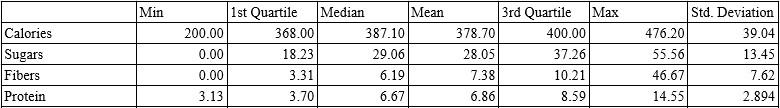 Min 1st Quartile Median Mean 3rd Quartile Max Std. Deviation
Calories 200.00 368.00 387.10 378.70 400.00 476.20 39.04
Sugars 0.00 18.23 29.06 28.05 37.26 55.56 13.45
Fibers 0.00 3.31 6.19 7.38 10.21 46.67 7.62
Protein 3.13 3.70 6.67 6.86 8.59 14.55 2.894